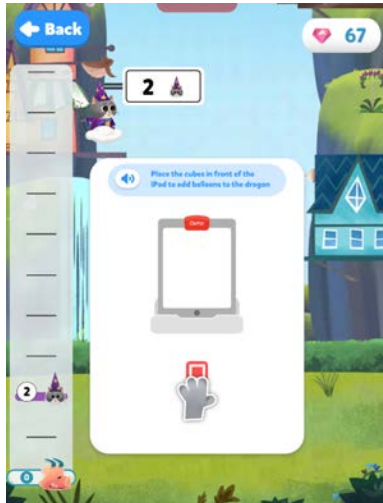 Back
67
2
Place the cubes in front of the
iPad to add balloons to the dragon
Osmo
2
0